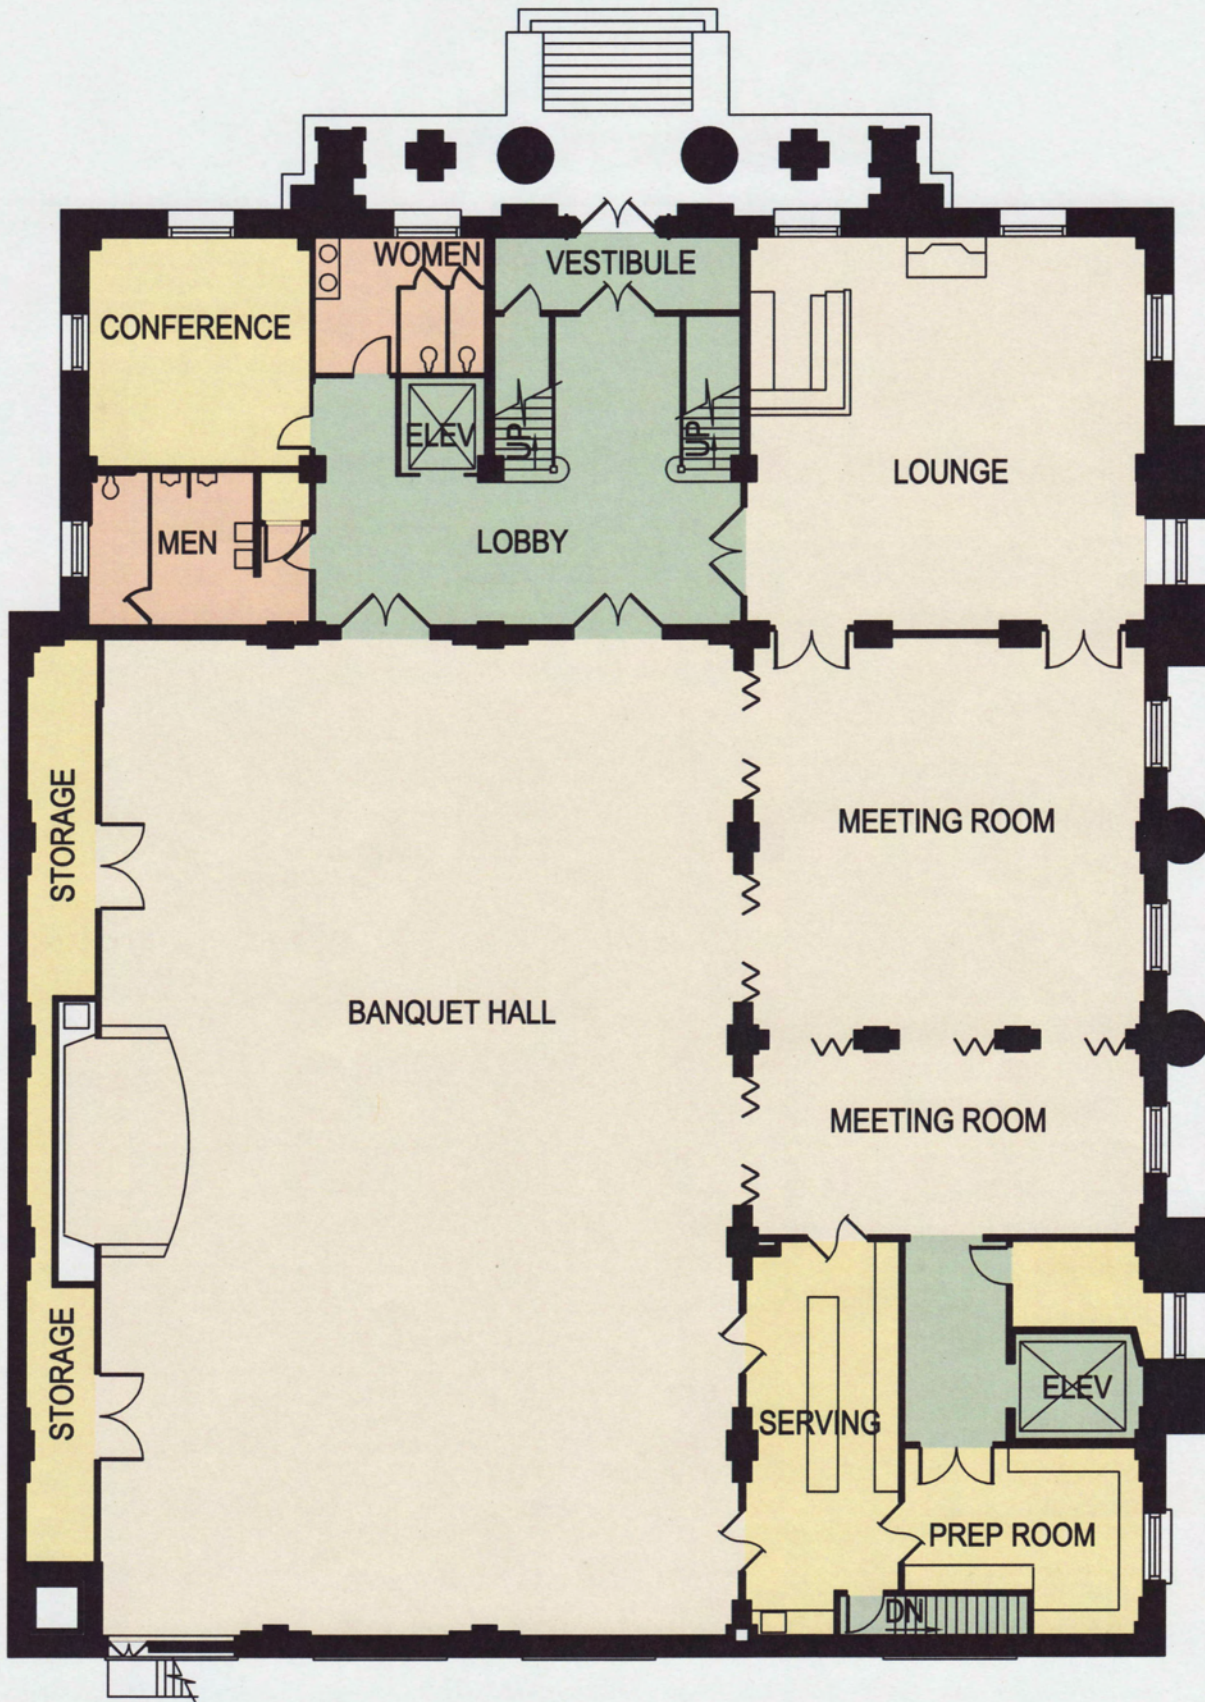 WOMEN
VESTIBULE
CONFERENCE
ELEV
UP
UP
LOUNGE
MEN
LOBBY
STORAGE
MEETING ROOM
BANQUET HALL
MEETING ROOM
STORAGE
ELEV
SERVING
PREP ROOM
DN